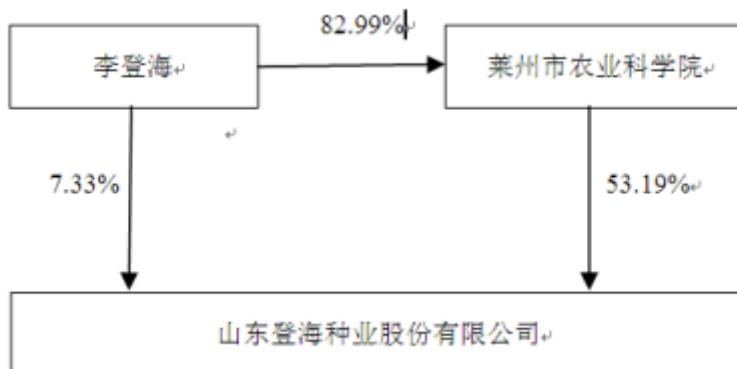 82.99%
李登海
莱州市农业科学院
7.33%
53.19%
山东登海种业股份有限公司